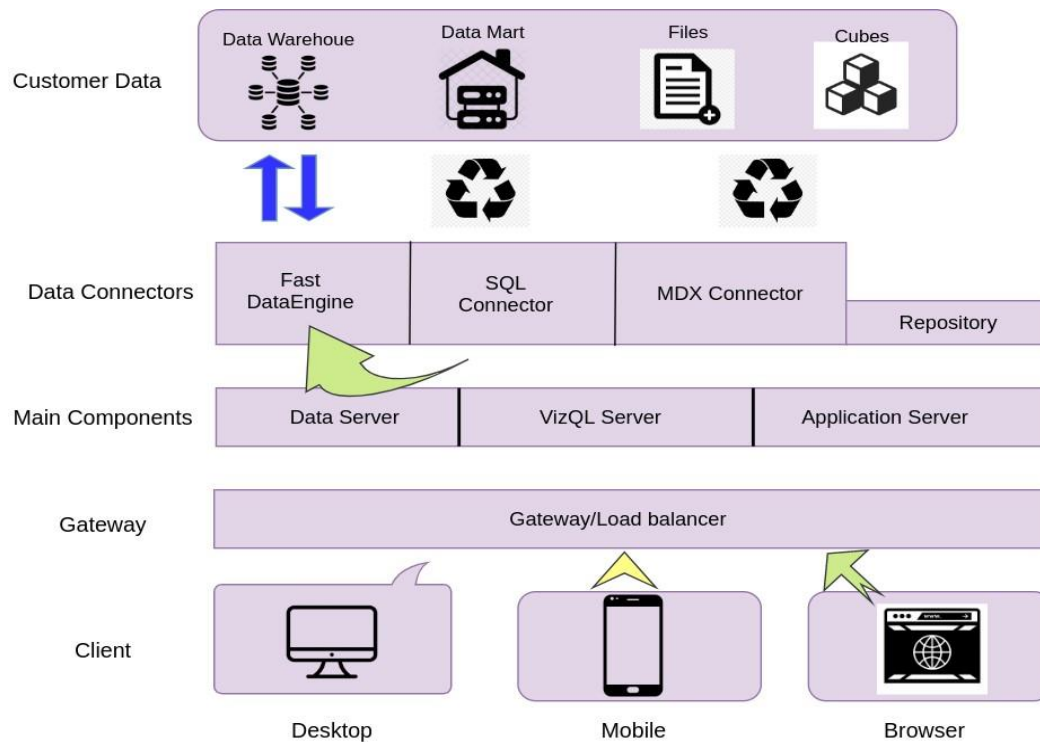 Data Warehoue
Data Mart
Files
Cubes
Customer Data
Fast
DataEngine
SQL
Connector
MDX Connector
Data Connectors
Repository
Main Components
Data Server
VizQL Server
Application Server
Gateway
Gateway/Load balancer
www.
Client
Desktop
Mobile
Browser